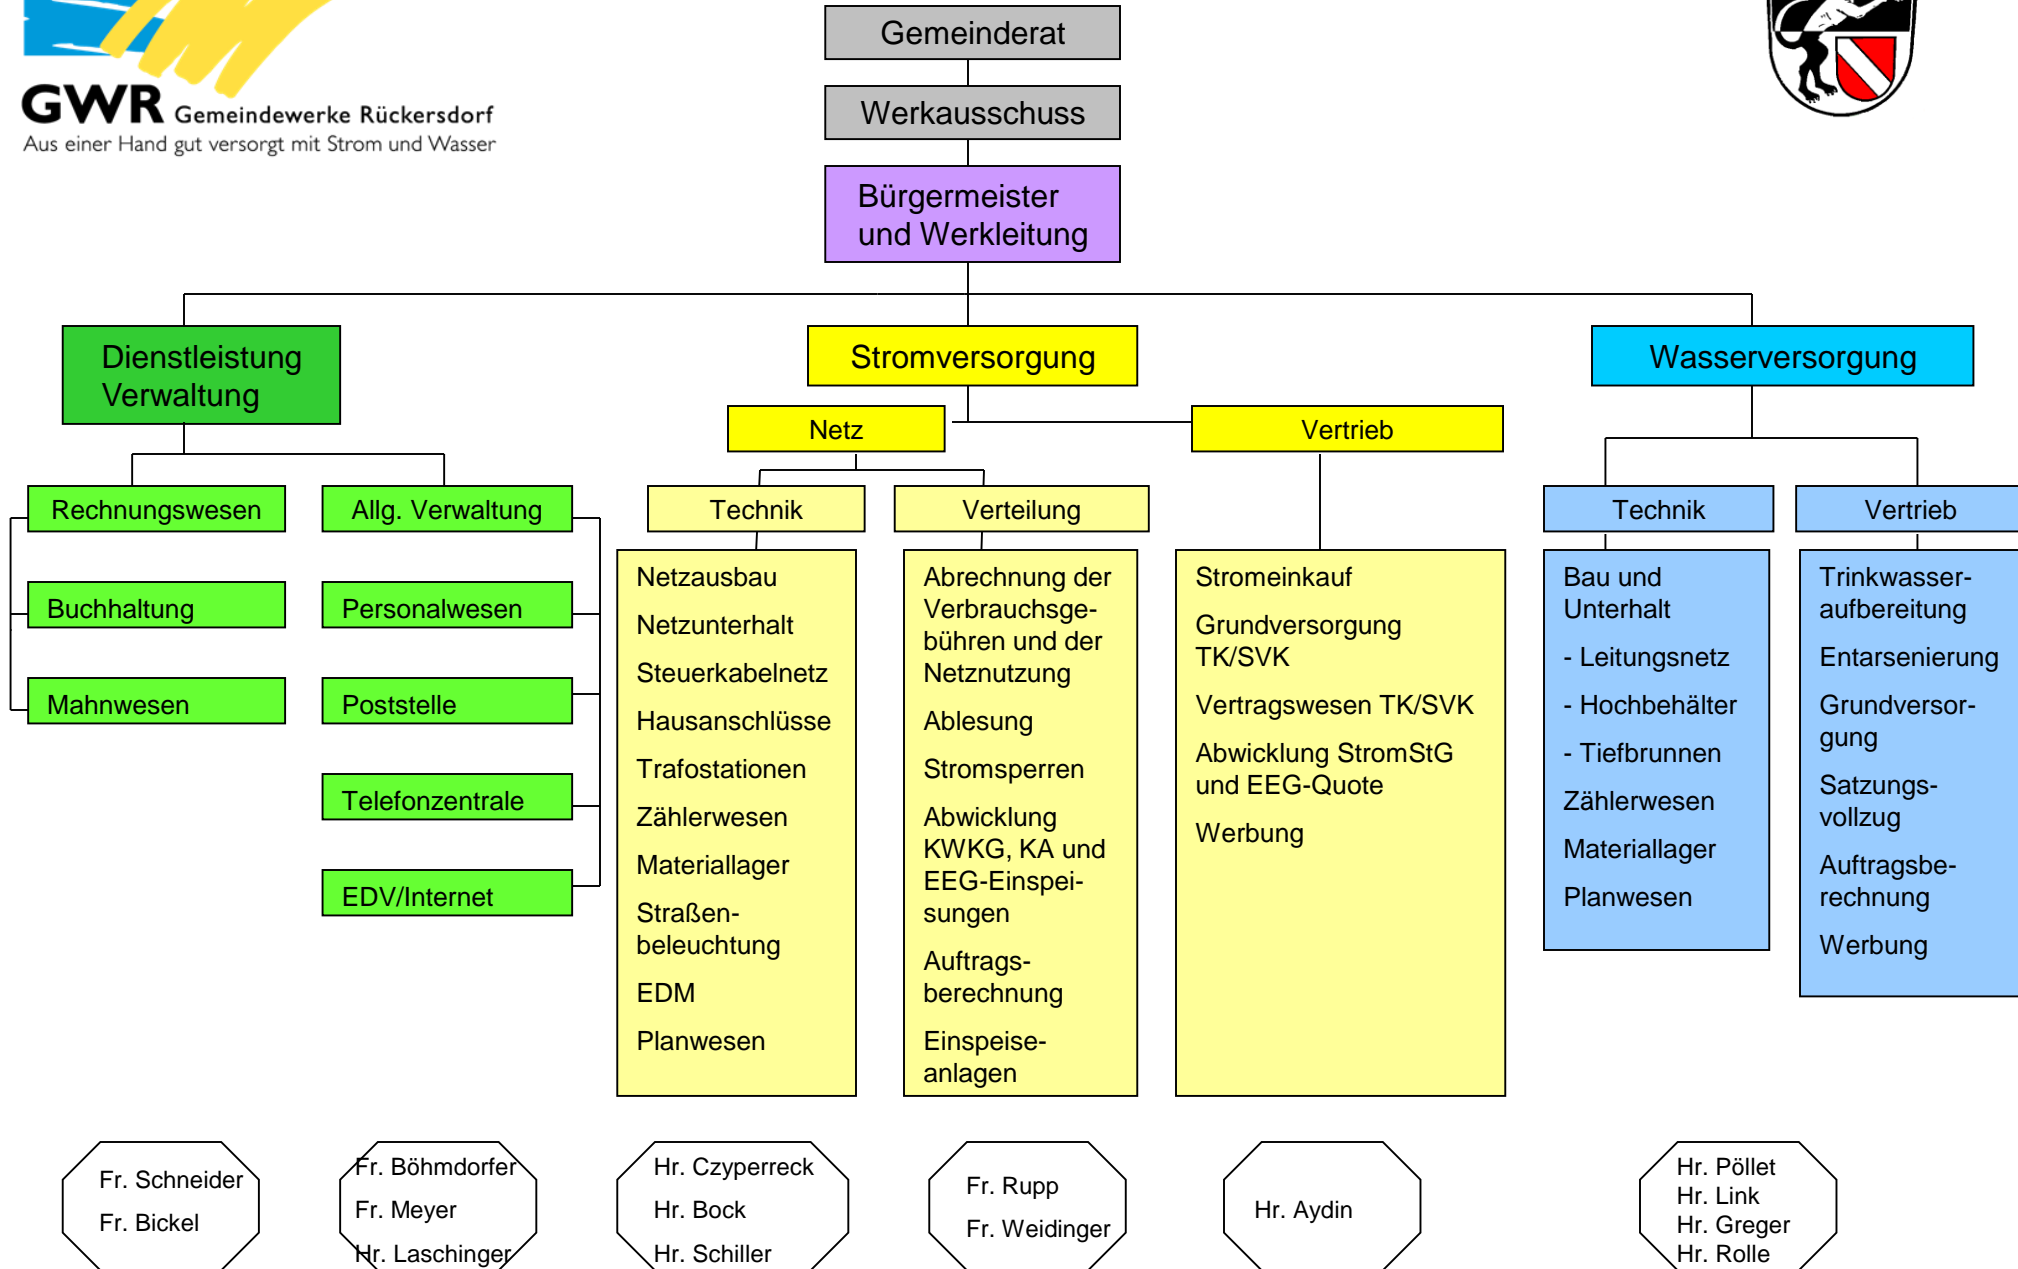 GWR Gemeindewerke Rückersdorf
Aus einer Hand gut versorgt mit Strom und Wasser
Gemeinderat
Werkausschuss
Bürgermeister
und Werkleitung
Dienstleistung
Verwaltung
Stromversorgung
Wasserversorgung
Netz
Vertrieb
Rechnungswesen
Buchhaltung
Mahnwesen
Allg. Verwaltung
Personalwesen
Poststelle
Telefonzentrale
EDV/Internet
Technik
Netzausbau
Netzunterhalt
Steuerkabelnetz
Hausanschlüsse
Trafostationen
Zählerwesen
Materiallager
Straßen-
beleuchtung
EDM
Planwesen
Verteilung
Abrechnung der
Verbrauchsge-
bühren und der
Netznutzung
Ablesung
Stromsperren
Abwicklung
KWKG, KA und
EEG-Einspei-
sungen
Auftrags-
berechnung
Einspeise-
anlagen
Stromeinkauf
Grundversorgung
TK/SVK
Vertragswesen TK/SVK
Abwicklung StromStG
und EEG-Quote
Werbung
Technik
Bau und
Unterhalt
- Leitungsnetz
- Hochbehälter
- Tiefbrunnen
Zählerwesen
Materiallager
Planwesen
Vertrieb
Trinkwasser-
aufbereitung
Entarsenierung
Grundversor-
gung
Satzungs-
vollzug
Auftragsbe-
rechnung
Werbung
Fr. Schneider
Fr. Bickel
Fr. Böhmdorfer
Fr. Meyer
Hr. Laschinger
Hr. Czyperreck
Hr. Bock
Hr. Schiller
Fr. Rupp
Fr. Weidinger
Hr. Aydin
Hr. Pöllet
Hr. Link
Hr. Greger
Hr. Rolle